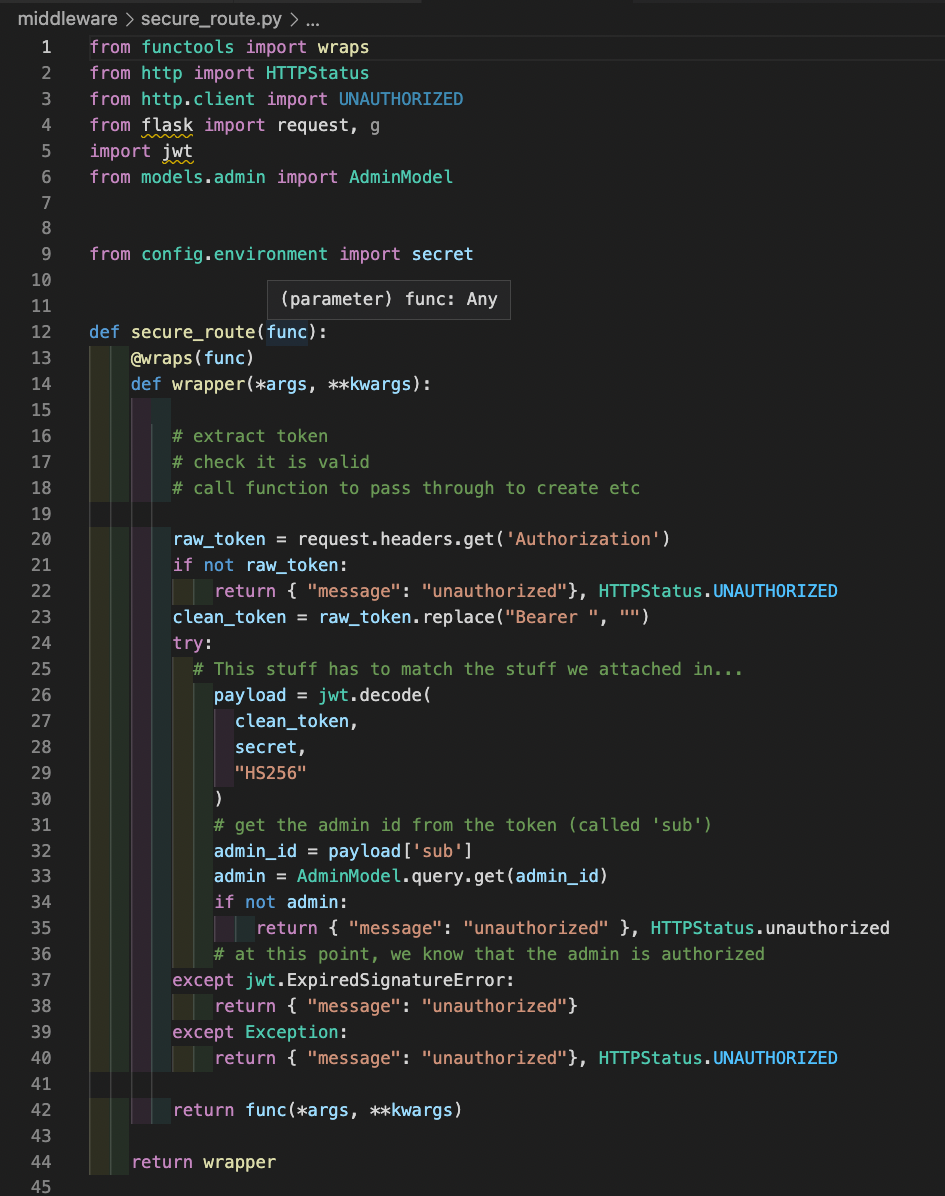 middleware > secure_route.py > ...
1 from functools import wraps
2 from http import HTTPStatus
3 from http.client import UNAUTHORIZED
4 from flask import request, g
5 import jwt
6 from models.admin import AdminModel
7
8
9 from config.environment import secret
10
(parameter) func: Any
11
12 def secure_route(func):
13     @wraps(func)
14     def wrapper(*args, **kwargs):
15
16         # extract token
17         # check it is valid
18         # call function to pass through to create etc
19
20         raw_token = request.headers.get('Authorization')
21         if not raw_token:
22             return { "message": "unauthorized"}, HTTPStatus.UNAUTHORIZED
23         clean_token = raw_token.replace("Bearer ", "")
24         try:
25           # This stuff has to match the stuff we attached in...
26             payload = jwt.decode(
27               clean_token,
28               secret,
29               "HS256"
30             )
31             # get the admin id from the token (called 'sub')
32             admin_id = payload['sub']
33             admin = AdminModel.query.get(admin_id)
34             if not admin:
35                 return { "message": "unauthorized" }, HTTPStatus.unauthorized
36             # at this point, we know that the admin is authorized
37         except jwt.ExpiredSignatureError:
38             return { "message": "unauthorized"}
39         except Exception:
40             return { "message": "unauthorized"}, HTTPStatus.UNAUTHORIZED
41
42         return func(*args, **kwargs)
43
44     return wrapper
45